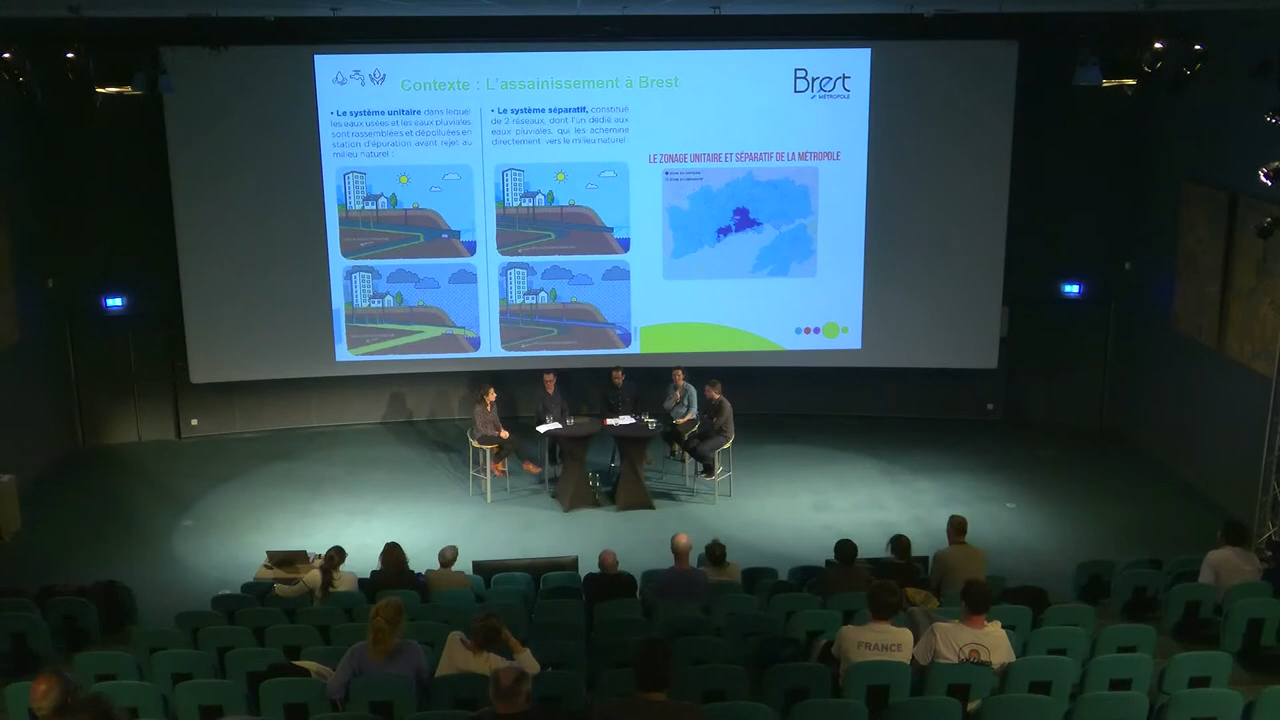 Contexte : L'assainissement à Brest
Brest
MÉTROPOLE
• Le système unitaire dans lequel
les eaux usées et les eaux pluviales
sont rassemblées et dépolluées en
station d'épuration avant rejet au
milieu naturel :
• Le système séparatif, constitué
de 2 réseaux, dont l'un dédié aux
eaux pluviales, qui les achemine
directement vers le milieu naturel
LE ZONAGE UNITAIRE ET SÉPARATIF DE LA MÉTROPOLE
FRANCE